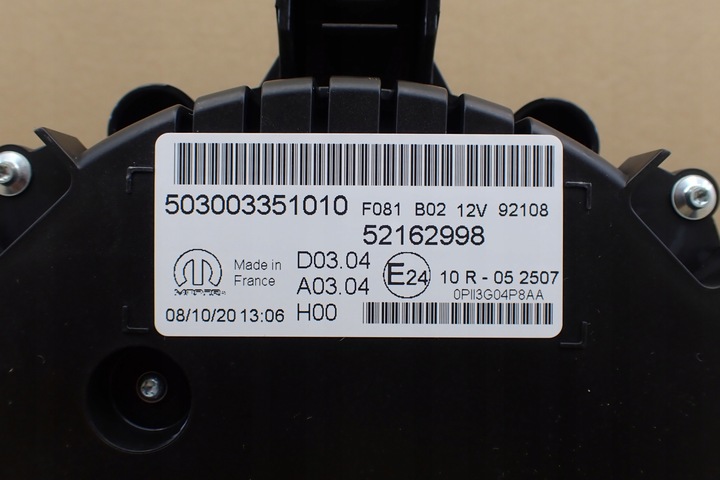 503003351010 F081 B02 12V 92108
52162998
Made in
France
D03.04
A03.04
E24
10 R - 05 2507
0PII3G04P8AA
MOPAR
08/10/20 13:06 H00